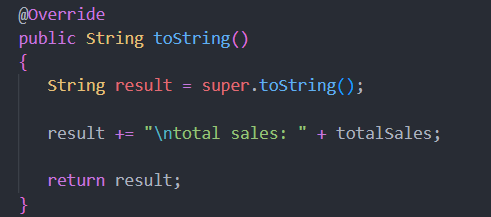 @Override
public String toString()
{
String result = super.toString();
result += "\ntotal sales: " + totalSales;
return result;
}